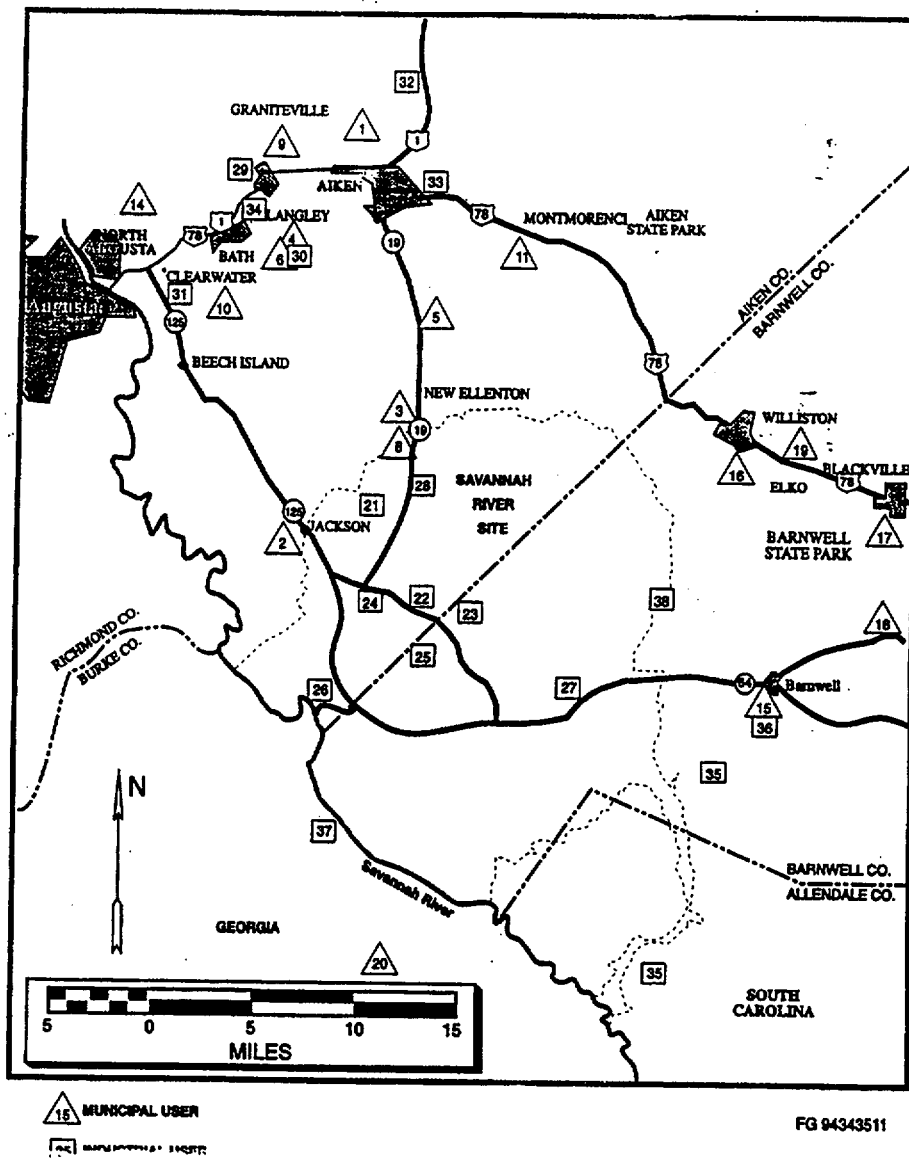 32
GRANITEVILLE
1
9
1
29
AIKEN
33
14
34
LANGLEY
1
78
MONTMORENCI
AIKEN
STATE PARK
NORTH
78
BATH
4
6
30
19
11
CLEARWATER
31
10
5
Augusta
125
AIKEN CO.
BARNWELL CO.
BEECH ISLAND
78
NEW ELLENTON
3
19
8
WILLISTON
19
16
BLACKVILLE
78
ELKO
28
SAVANNAH
RIVER
SITE
21
125
JACKSON
2
BARNWELL
STATE PARK
17
24
22
23
38
18
RICHMOND CO.
BURKE CO.
25
26
27
64
Barnwell
15
36
35
N
37
BARNWELL CO.
ALLENDALE CO.
Savannah River
GEORGIA
20
35
SOUTH
CAROLINA
5
0
5
10
15
MILES
15 MUNICIPAL USER
FG 94343511